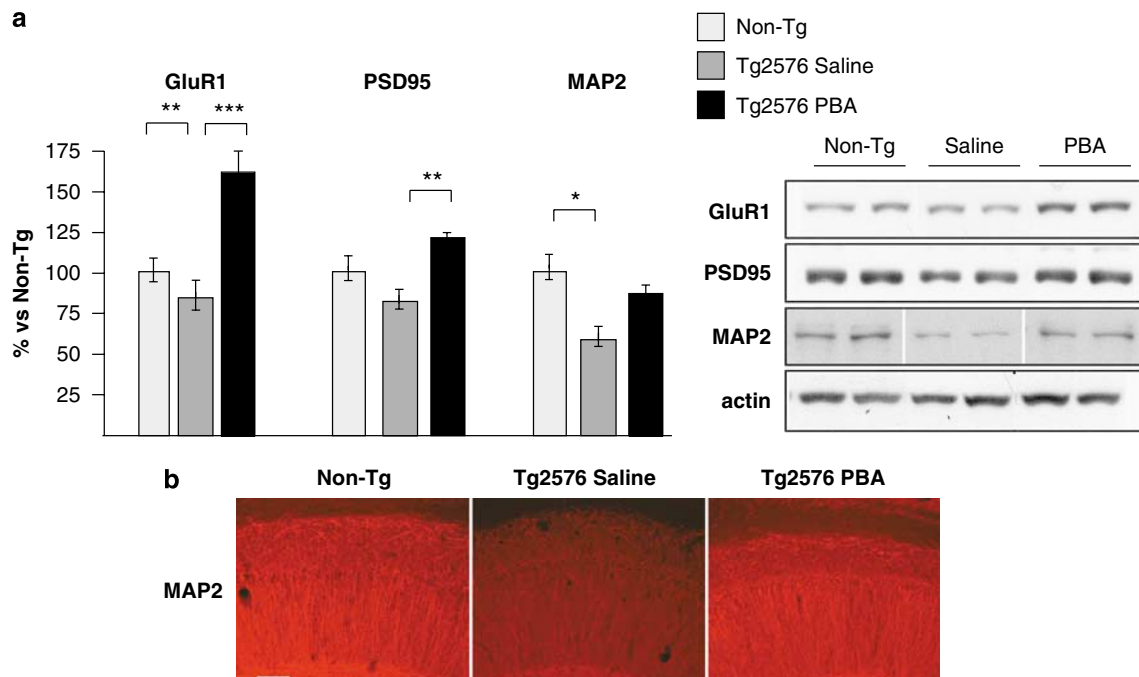 a
Non-Tg
Tg2576 Saline
Tg2576 PBA
GluR1 PSD95 MAP2
** *** ** *
% vs Non-Tg
175
150
125
100
75
50
25
Non-Tg Saline PBA
GluR1
PSD95
MAP2
actin
b
Non-Tg Tg2576 Saline Tg2576 PBA
MAP2